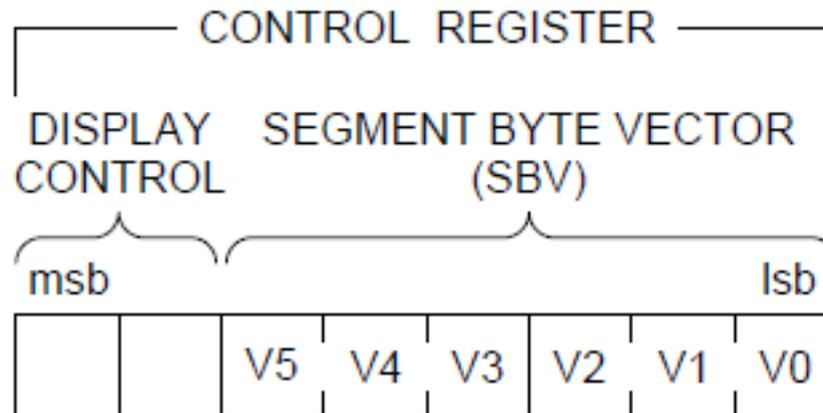 CONTROL REGISTER
DISPLAY SEGMENT BYTE VECTOR
CONTROL (SBV)
msb lsb
V5 V4 V3 V2 V1 V0